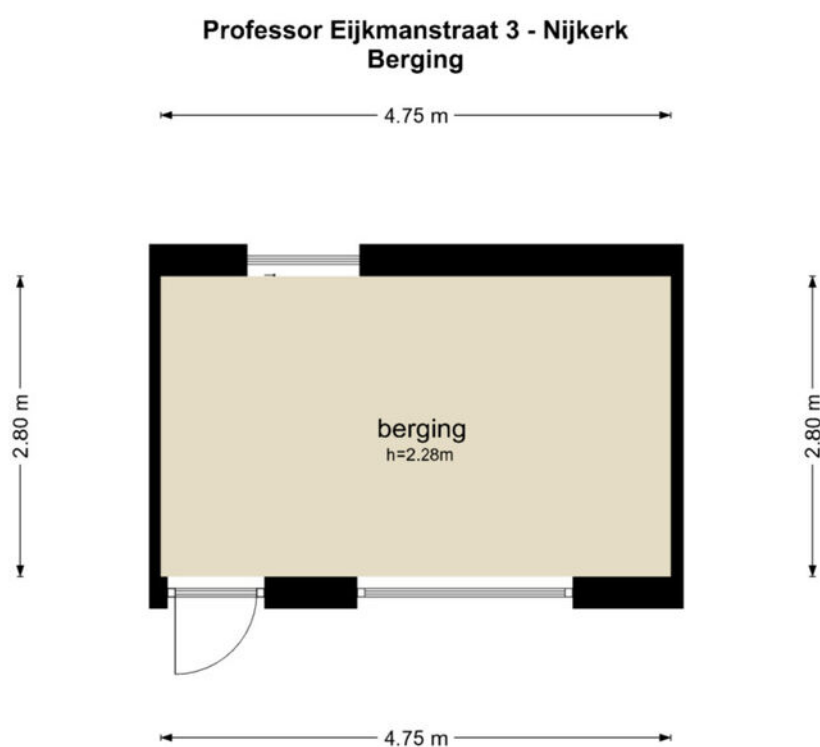 Professor Eijkmanstraat 3 - Nijkerk
Berging
4.75 m
2.80 m
berging
h=2.28m
2.80 m
4.75 m